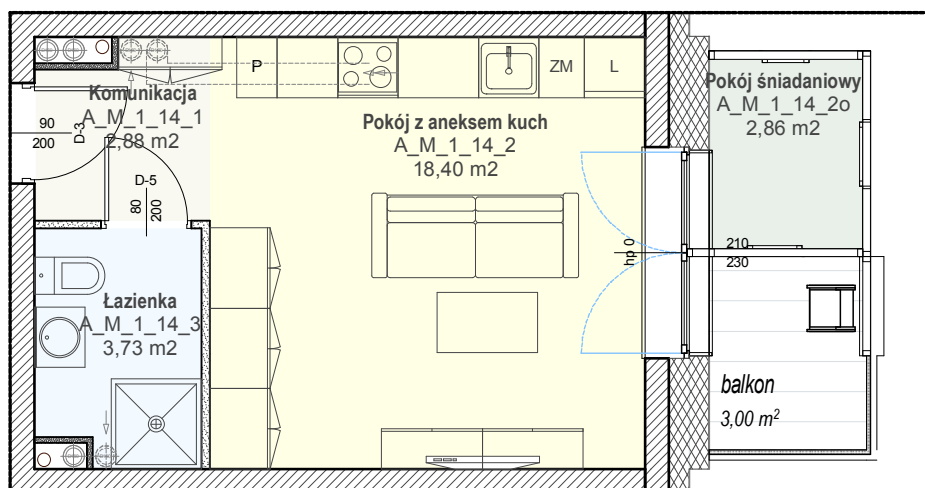 P
ZM
L
Komunikacja
A_M_1_14_1
2,88 m2
90
200
D-3
D-5
80
200
Pokój z aneksem kuch
A_M_1_14_2
18,40 m2
Pokój śniadaniowy
A_M_1_14_2o
2,86 m2
hp 0
210
230
Łazienka
A_M_1_14_3
3,73 m2
balkon
3,00 m²